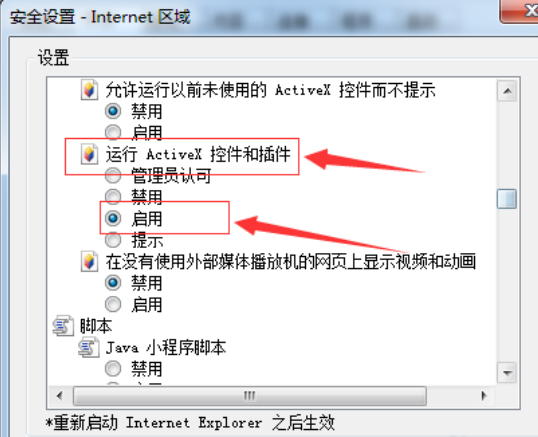 安全设置 - Internet 区域
设置
允许运行以前未使用的 ActiveX 控件而不提示
禁用
启用
运行 ActiveX 控件和插件
管理员认可
禁用
启用
提示
在没有使用外部媒体播放机的网页上显示视频和动画
禁用
启用
脚本
Java 小程序脚本
禁用
*重新启动 Internet Explorer 之后生效